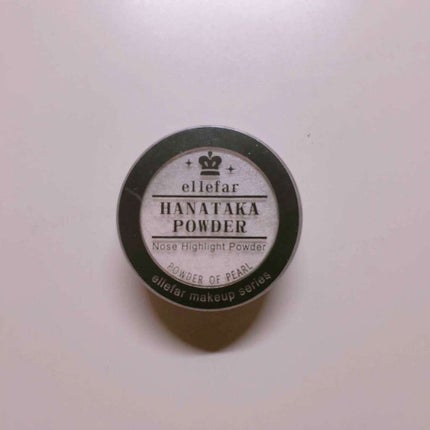 ellefar
HANATAKA
POWDER
Nose Highlight Powder
POWDER OF PEARL
ellefar makeup series